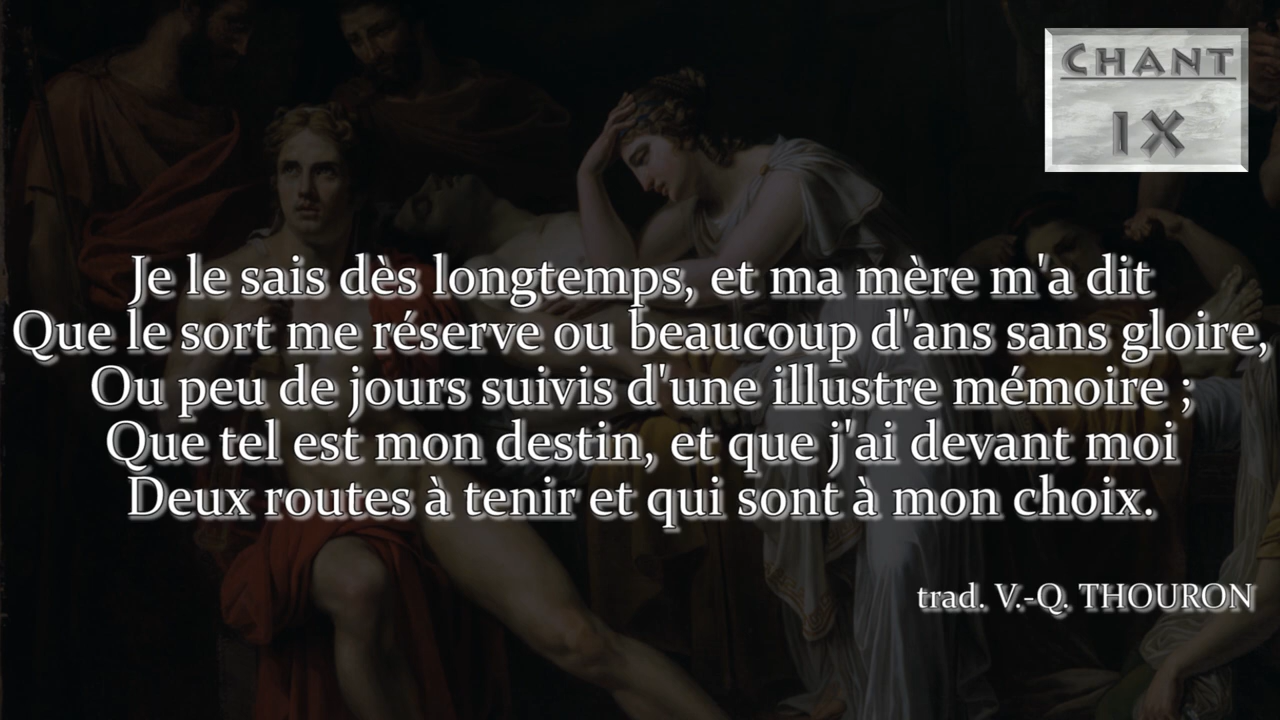 CHANT
IX
Je le sais dès longtemps, et ma mère m'a dit
Que le sort me réserve ou beaucoup d'ans sans gloire,
Ou peu de jours suivis d'une illustre mémoire ;
Que tel est mon destin, et que j'ai devant moi
Deux routes à tenir et qui sont à mon choix.
trad. V.-Q. THOURON